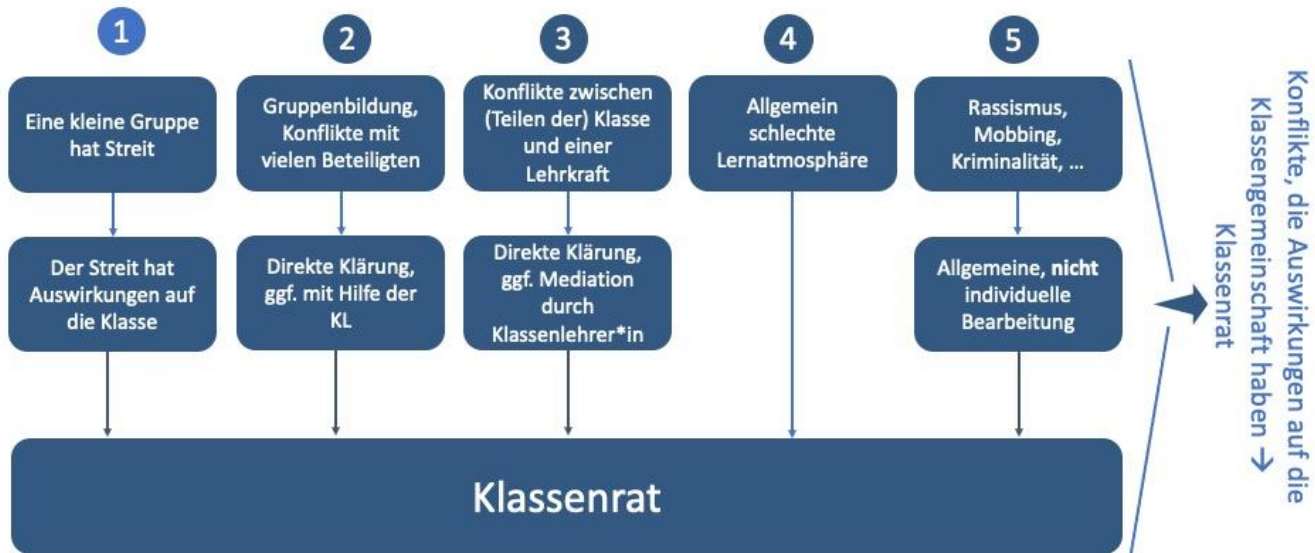 1
Eine kleine Gruppe
hat Streit
Der Streit hat
Auswirkungen auf
die Klasse
2
Gruppenbildung,
Konflikte mit
vielen Beteiligten
Direkte Klärung,
ggf. mit Hilfe der
KL
3
Konflikte zwischen
(Teilen der) Klasse
und einer
Lehrkraft
Direkte Klärung,
ggf. Mediation
durch
Klassenlehrer*in
4
Allgemein
schlechte
Lernatmosphäre
5
Rassismus,
Mobbing,
Kriminalität, ...
Allgemeine, nicht
individuelle
Bearbeitung
Klassenrat
Konflikte, die Auswirkungen auf die
Klassengemeinschaft haben →
Klassenrat